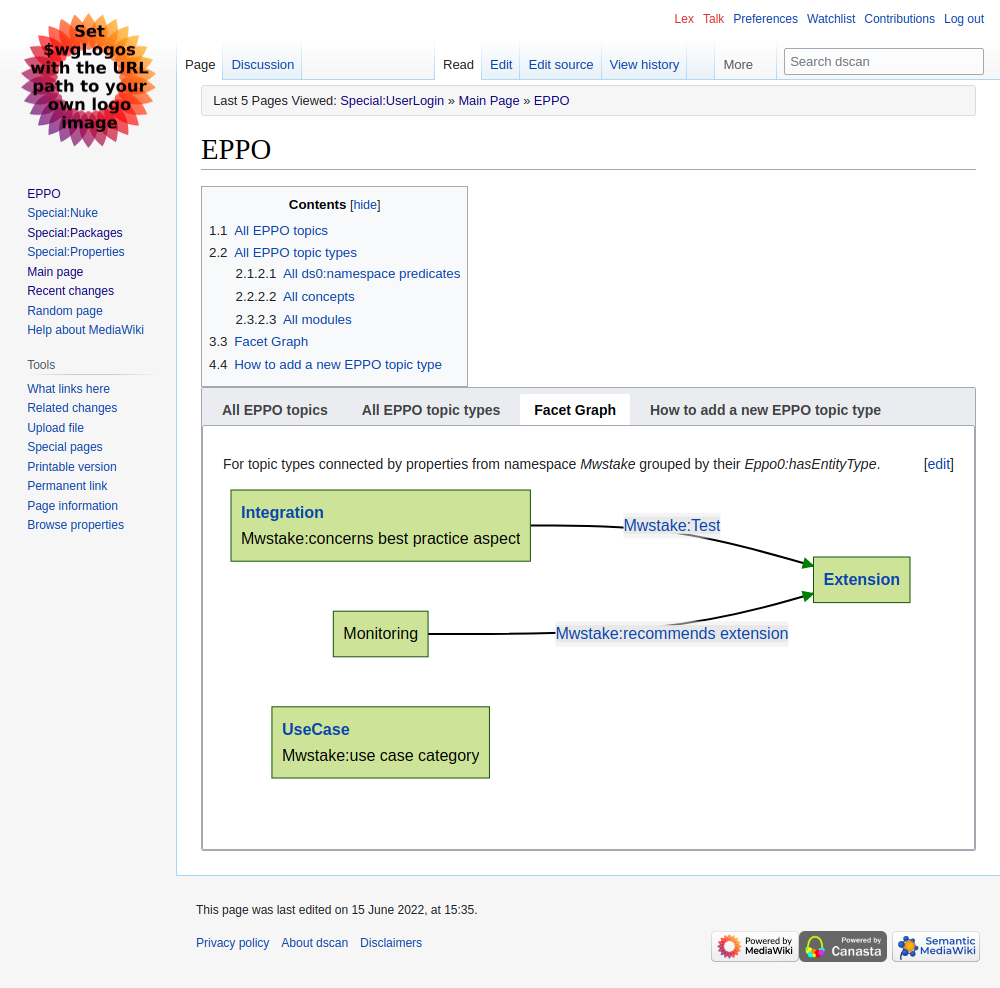 Set
$wgLogos
with the URL
path to your
own logo
image
Lex Talk Preferences Watchlist Contributions Log out
Page Discussion Read Edit Edit source View history More Search dscan
Last 5 Pages Viewed: Special:UserLogin » Main Page » EPPO
EPPO
EPPO
Special:Nuke
Special:Packages
Special:Properties
Main page
Recent changes
Random page
Help about MediaWiki
Tools
What links here
Related changes
Upload file
Special pages
Printable version
Permanent link
Page information
Browse properties
Contents [hide]
1.1 All EPPO topics
2.2 All EPPO topic types
2.1.2.1 All ds0:namespace predicates
2.2.2.2 All concepts
2.3.2.3 All modules
3.3 Facet Graph
4.4 How to add a new EPPO topic type
All EPPO topics All EPPO topic types Facet Graph How to add a new EPPO topic type
For topic types connected by properties from namespace Mwstake grouped by their Eppo0:hasEntityType. [edit]
Integration
Mwstake:concerns best practice aspect
Mwstake:Test
Extension
Monitoring
Mwstake:recommends extension
UseCase
Mwstake:use case category
This page was last edited on 15 June 2022, at 15:35.
Privacy policy About dscan Disclaimers
Powered by
MediaWiki
Powered by
Canasta
Semantic
MediaWiki